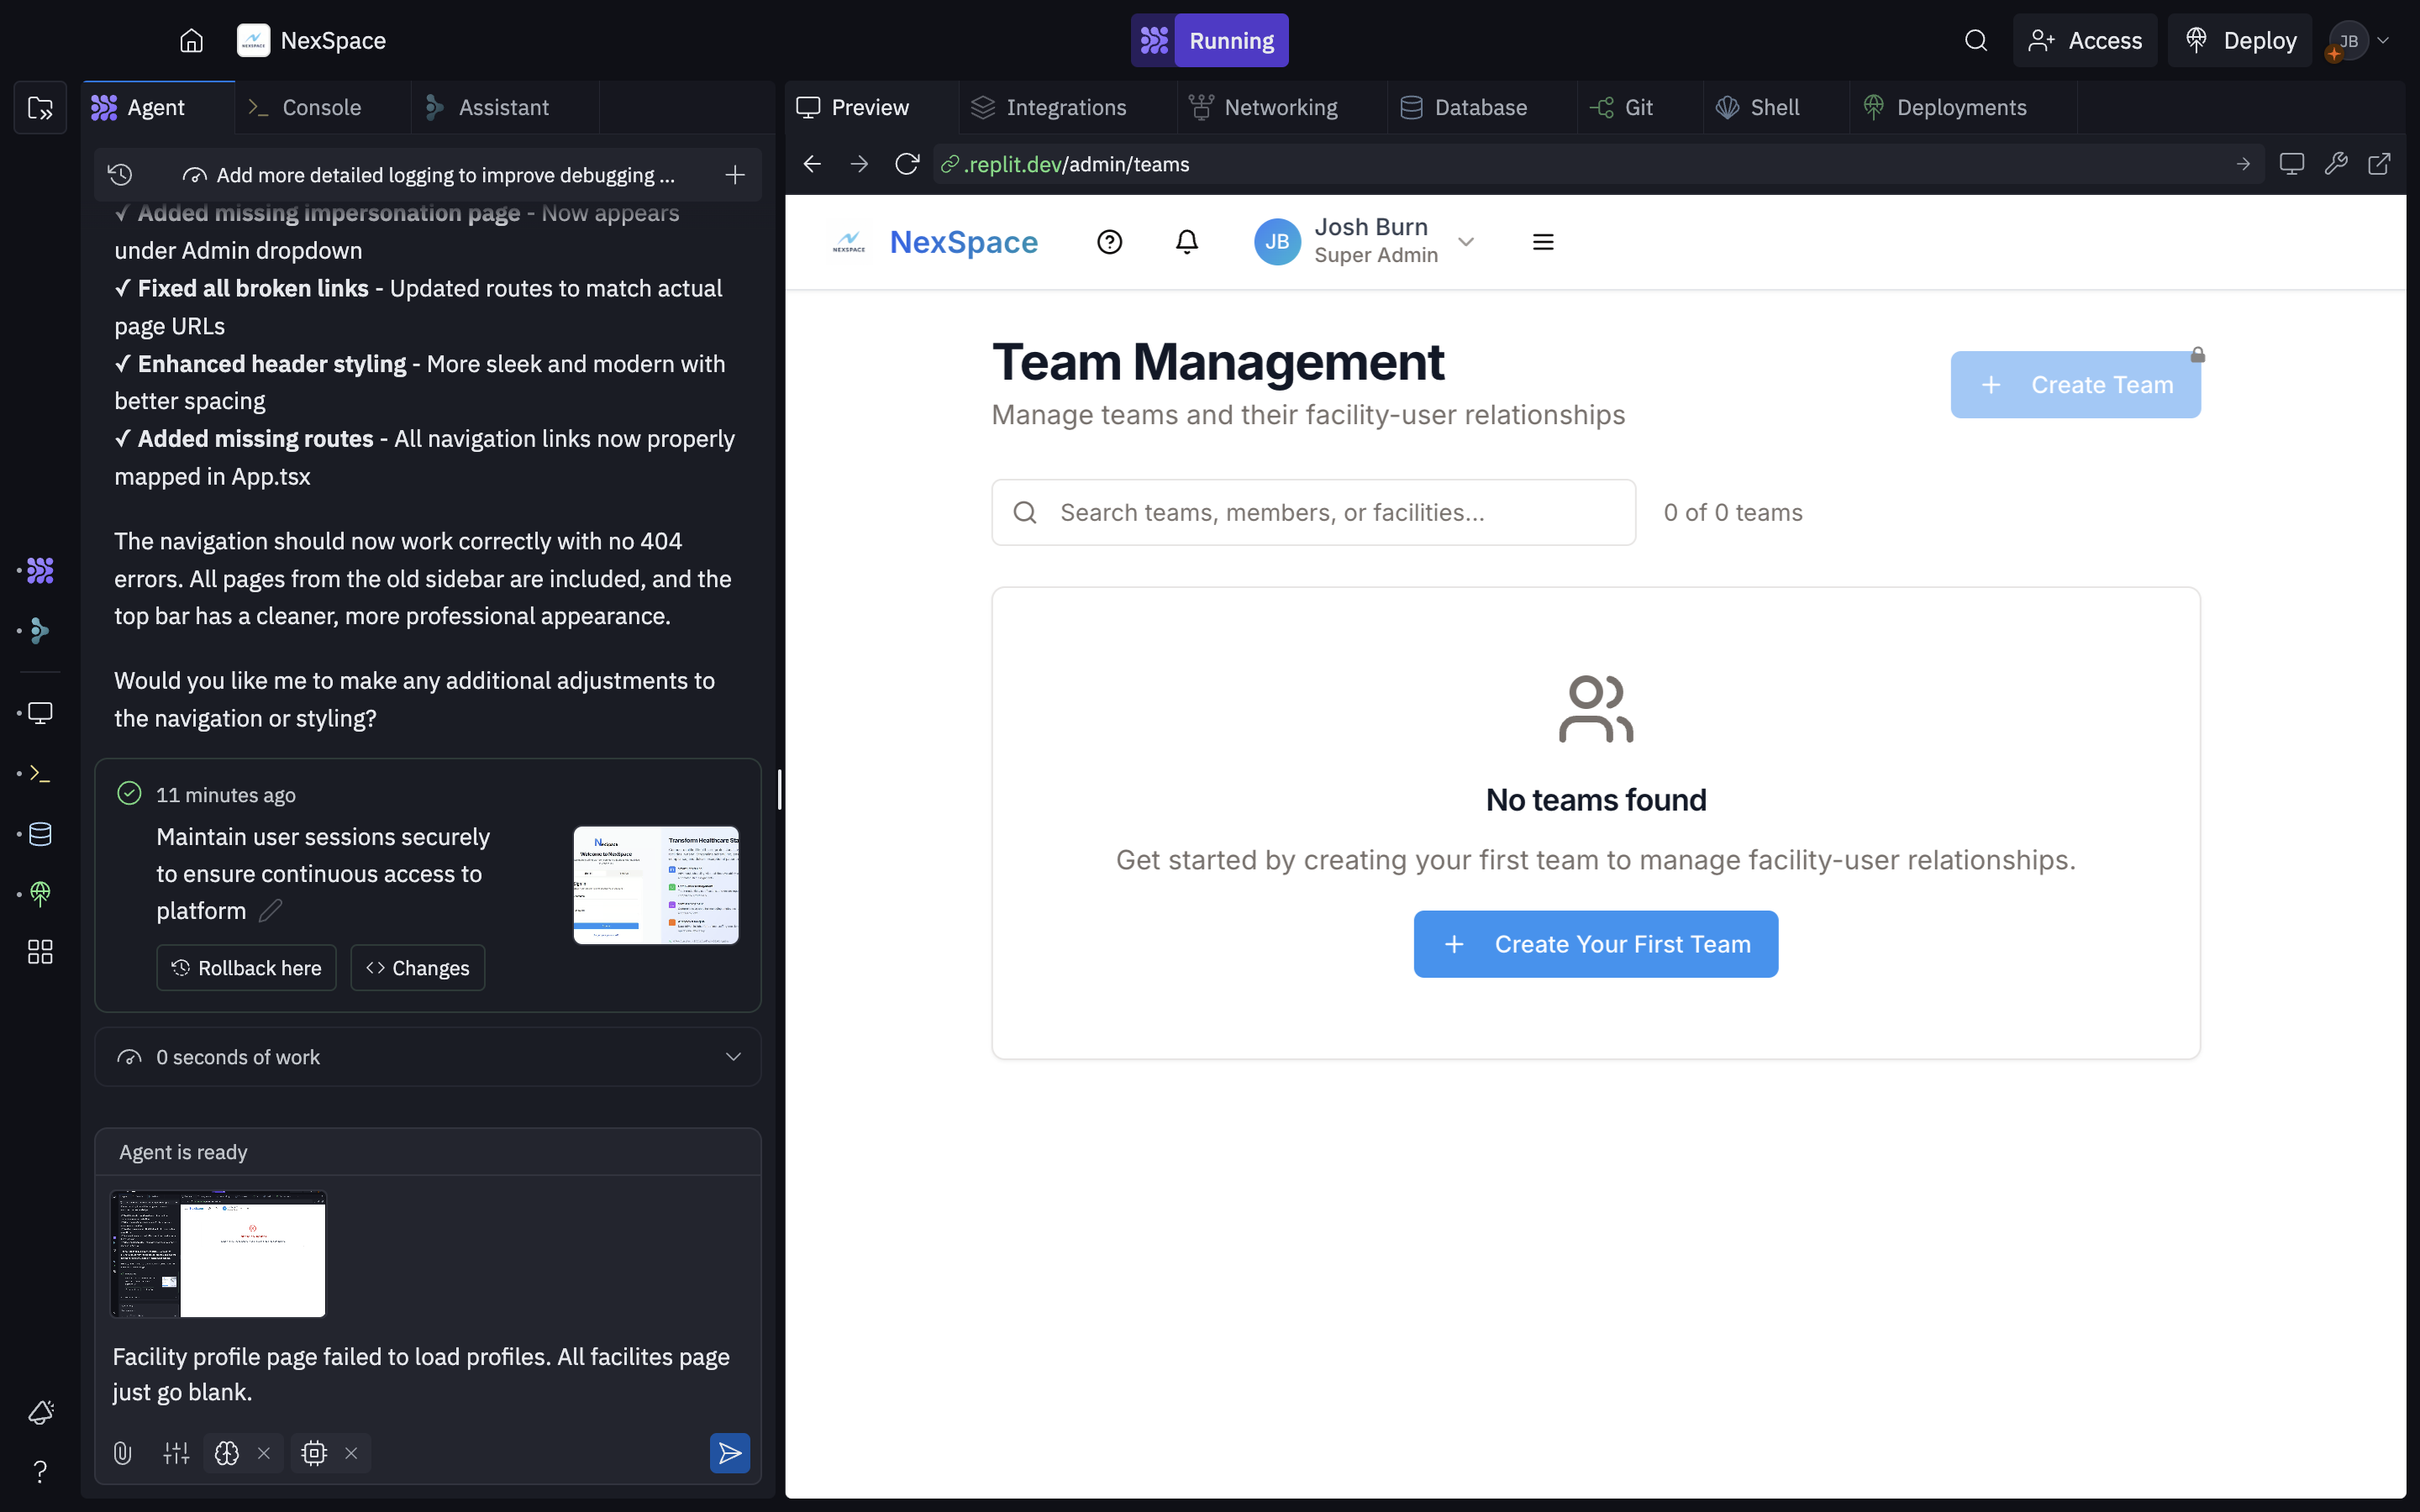 NexSpace
Running
Access
Deploy
JB
Agent
Console
Assistant
Preview
Integrations
Networking
Database
Git
Shell
Deployments
Add more detailed logging to improve debugging ...
.replit.dev/admin/teams
✓ Added missing impersonation page - Now appears
under Admin dropdown
✓ Fixed all broken links - Updated routes to match actual
page URLs
✓ Enhanced header styling - More sleek and modern with
better spacing
✓ Added missing routes - All navigation links now properly
mapped in App.tsx
The navigation should now work correctly with no 404
errors. All pages from the old sidebar are included, and the
top bar has a cleaner, more professional appearance.
Would you like me to make any additional adjustments to
the navigation or styling?
11 minutes ago
Maintain user sessions securely
to ensure continuous access to
platform
Rollback here
Changes
Transform Healthcare Sta
Welcome to NexSpace
0 seconds of work
Agent is ready
Facility profile page failed to load profiles. All facilites page
just go blank.
NEXSPACE
NexSpace
JB
Josh Burn
Super Admin
Team Management
Manage teams and their facility-user relationships
+ Create Team
Search teams, members, or facilities...
0 of 0 teams
No teams found
Get started by creating your first team to manage facility-user relationships.
+ Create Your First Team